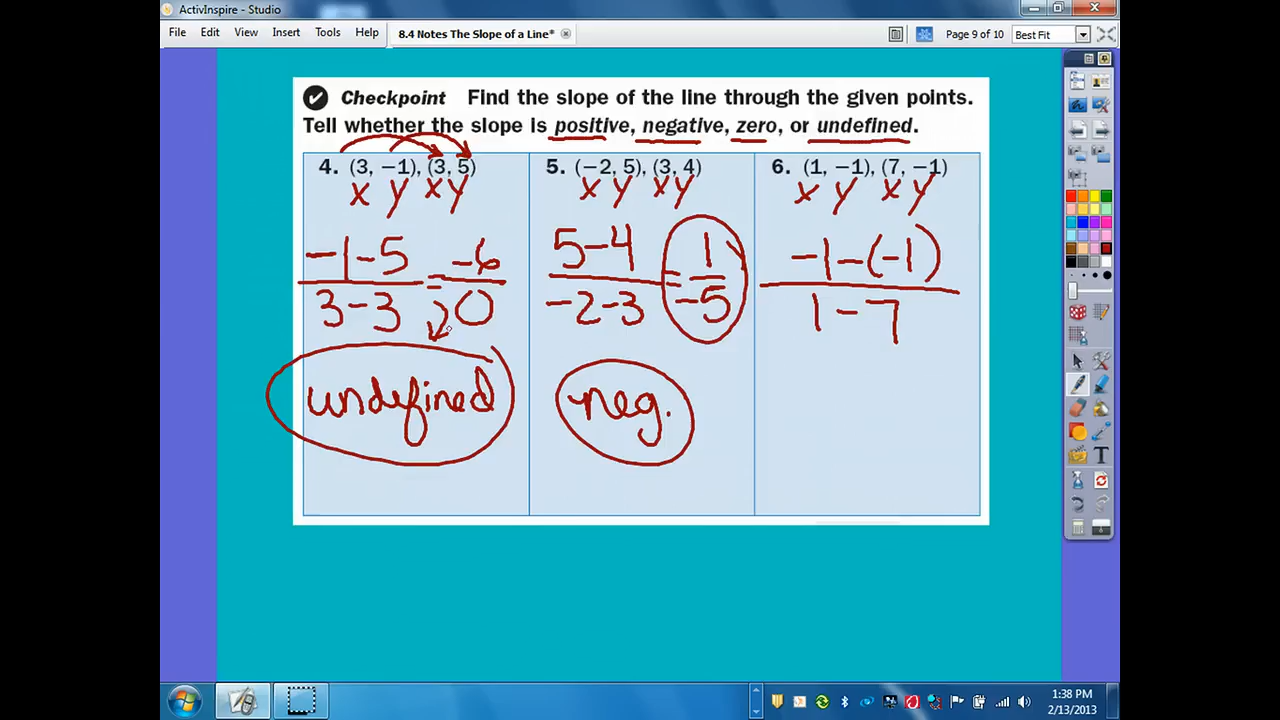 ActivInspire - Studio
File Edit View Insert Tools Help 8.4 Notes The Slope of a Line* Page 9 of 10 Best Fit
Checkpoint Find the slope of the line through the given points.
Tell whether the slope is positive, negative, zero, or undefined.
4. (3, −1), (3, 5)
x y x y
−1−5 = −6
3−3 0
undefined
5. (−2, 5), (3, 4)
x y x y
5−4 = 1
−2−3 −5
neg.
6. (1, −1), (7, −1)
x y x y
−1−(−1)
1−7
T
1:38 PM
2/13/2013